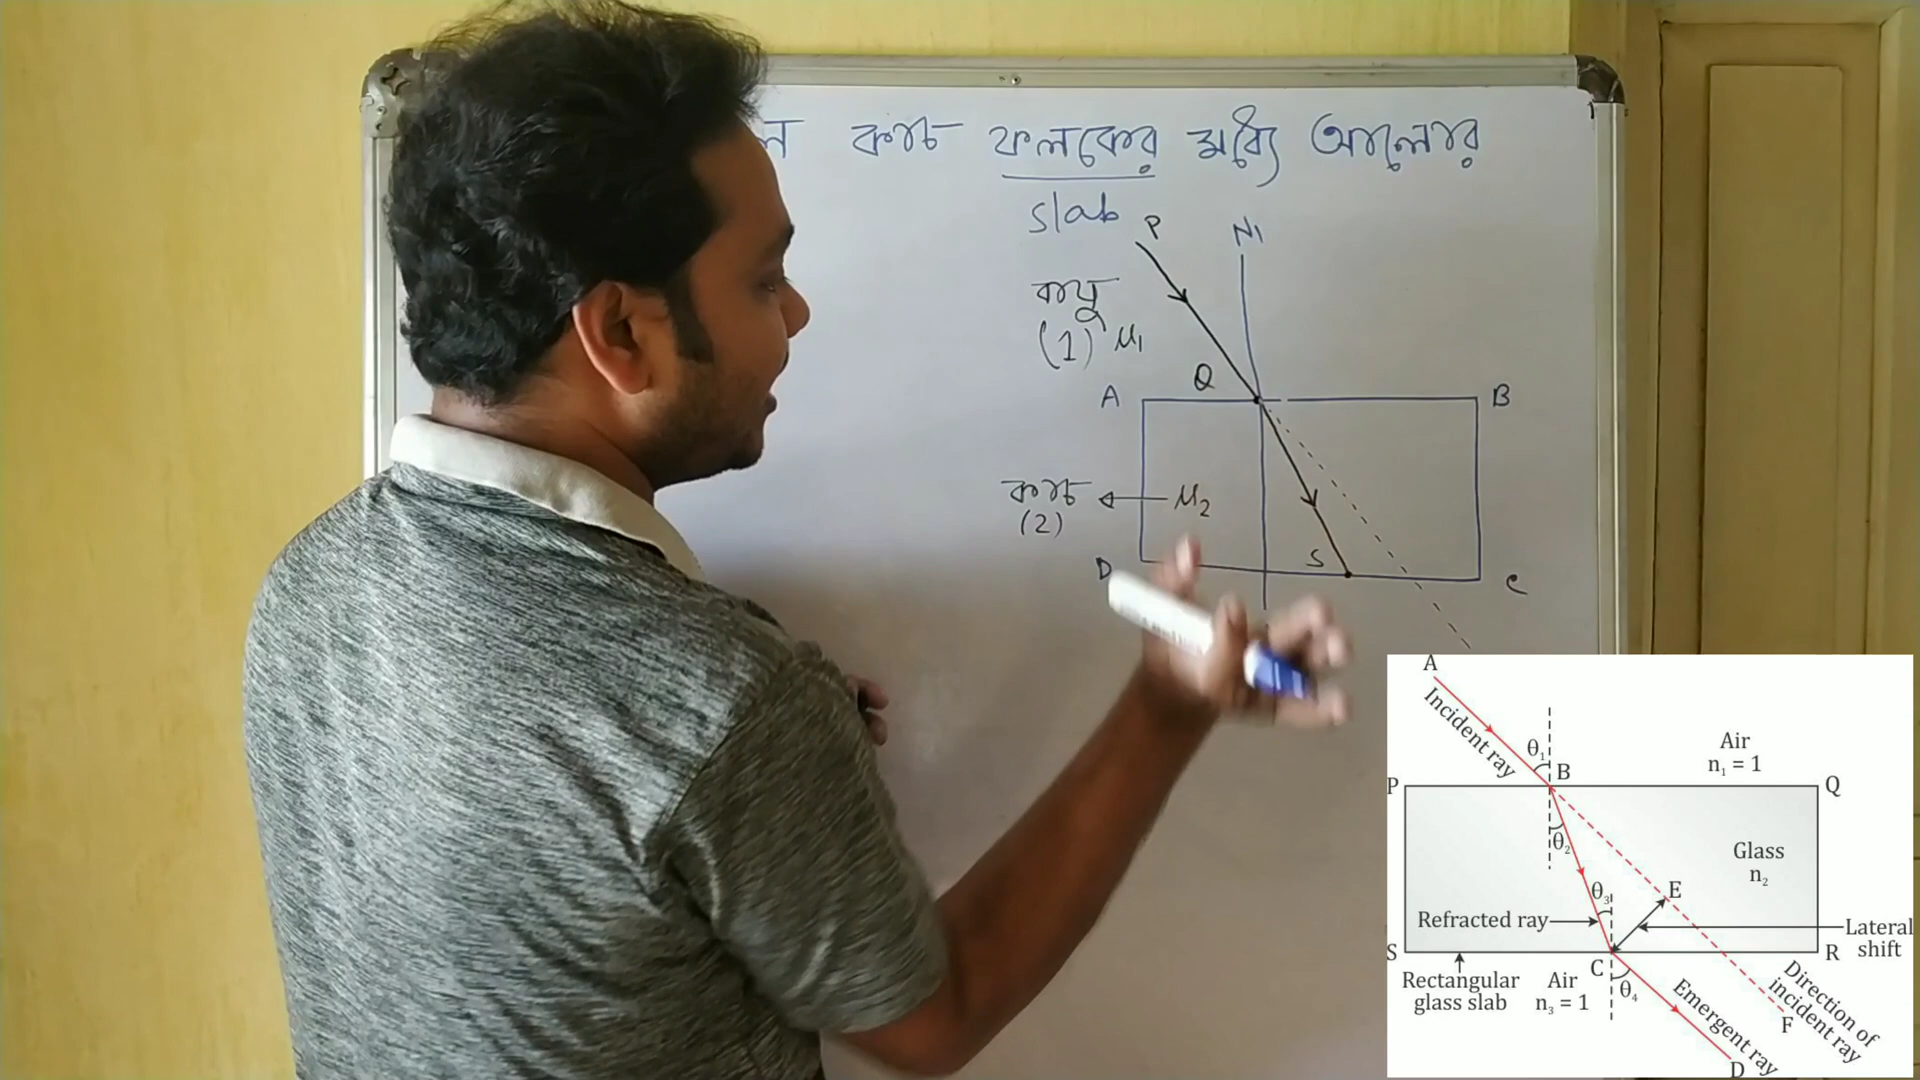 ল কাচ ফলকের মধ্যে আলোর
slab
P
N1
বায়ু
(1) μ1
Q
A
B
কাচ
(2)
μ2
S
D
C
A
Incident ray
θ1
B
Air
n1 = 1
P
Q
θ2
Glass
n2
θ3
E
Refracted ray
Lateral
shift
S
R
C
Rectangular
glass slab
Air
n3 = 1
θ4
Emergent ray
Direction of
incident ray
F
D